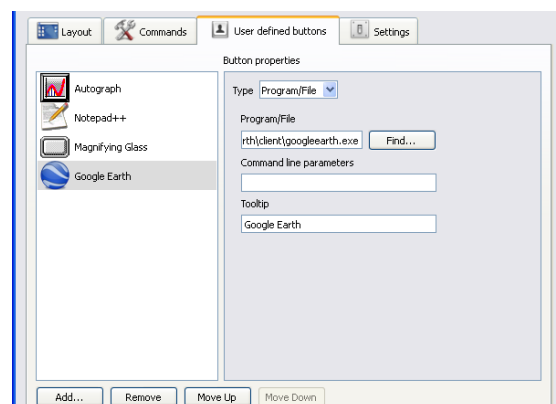 Layout Commands User defined buttons Settings
Button properties
Autograph
Notepad++
Magnifying Glass
Google Earth
Type Program/File
Program/File
rth\client\googleearth.exe Find...
Command line parameters
Tooltip
Google Earth
Add... Remove Move Up Move Down